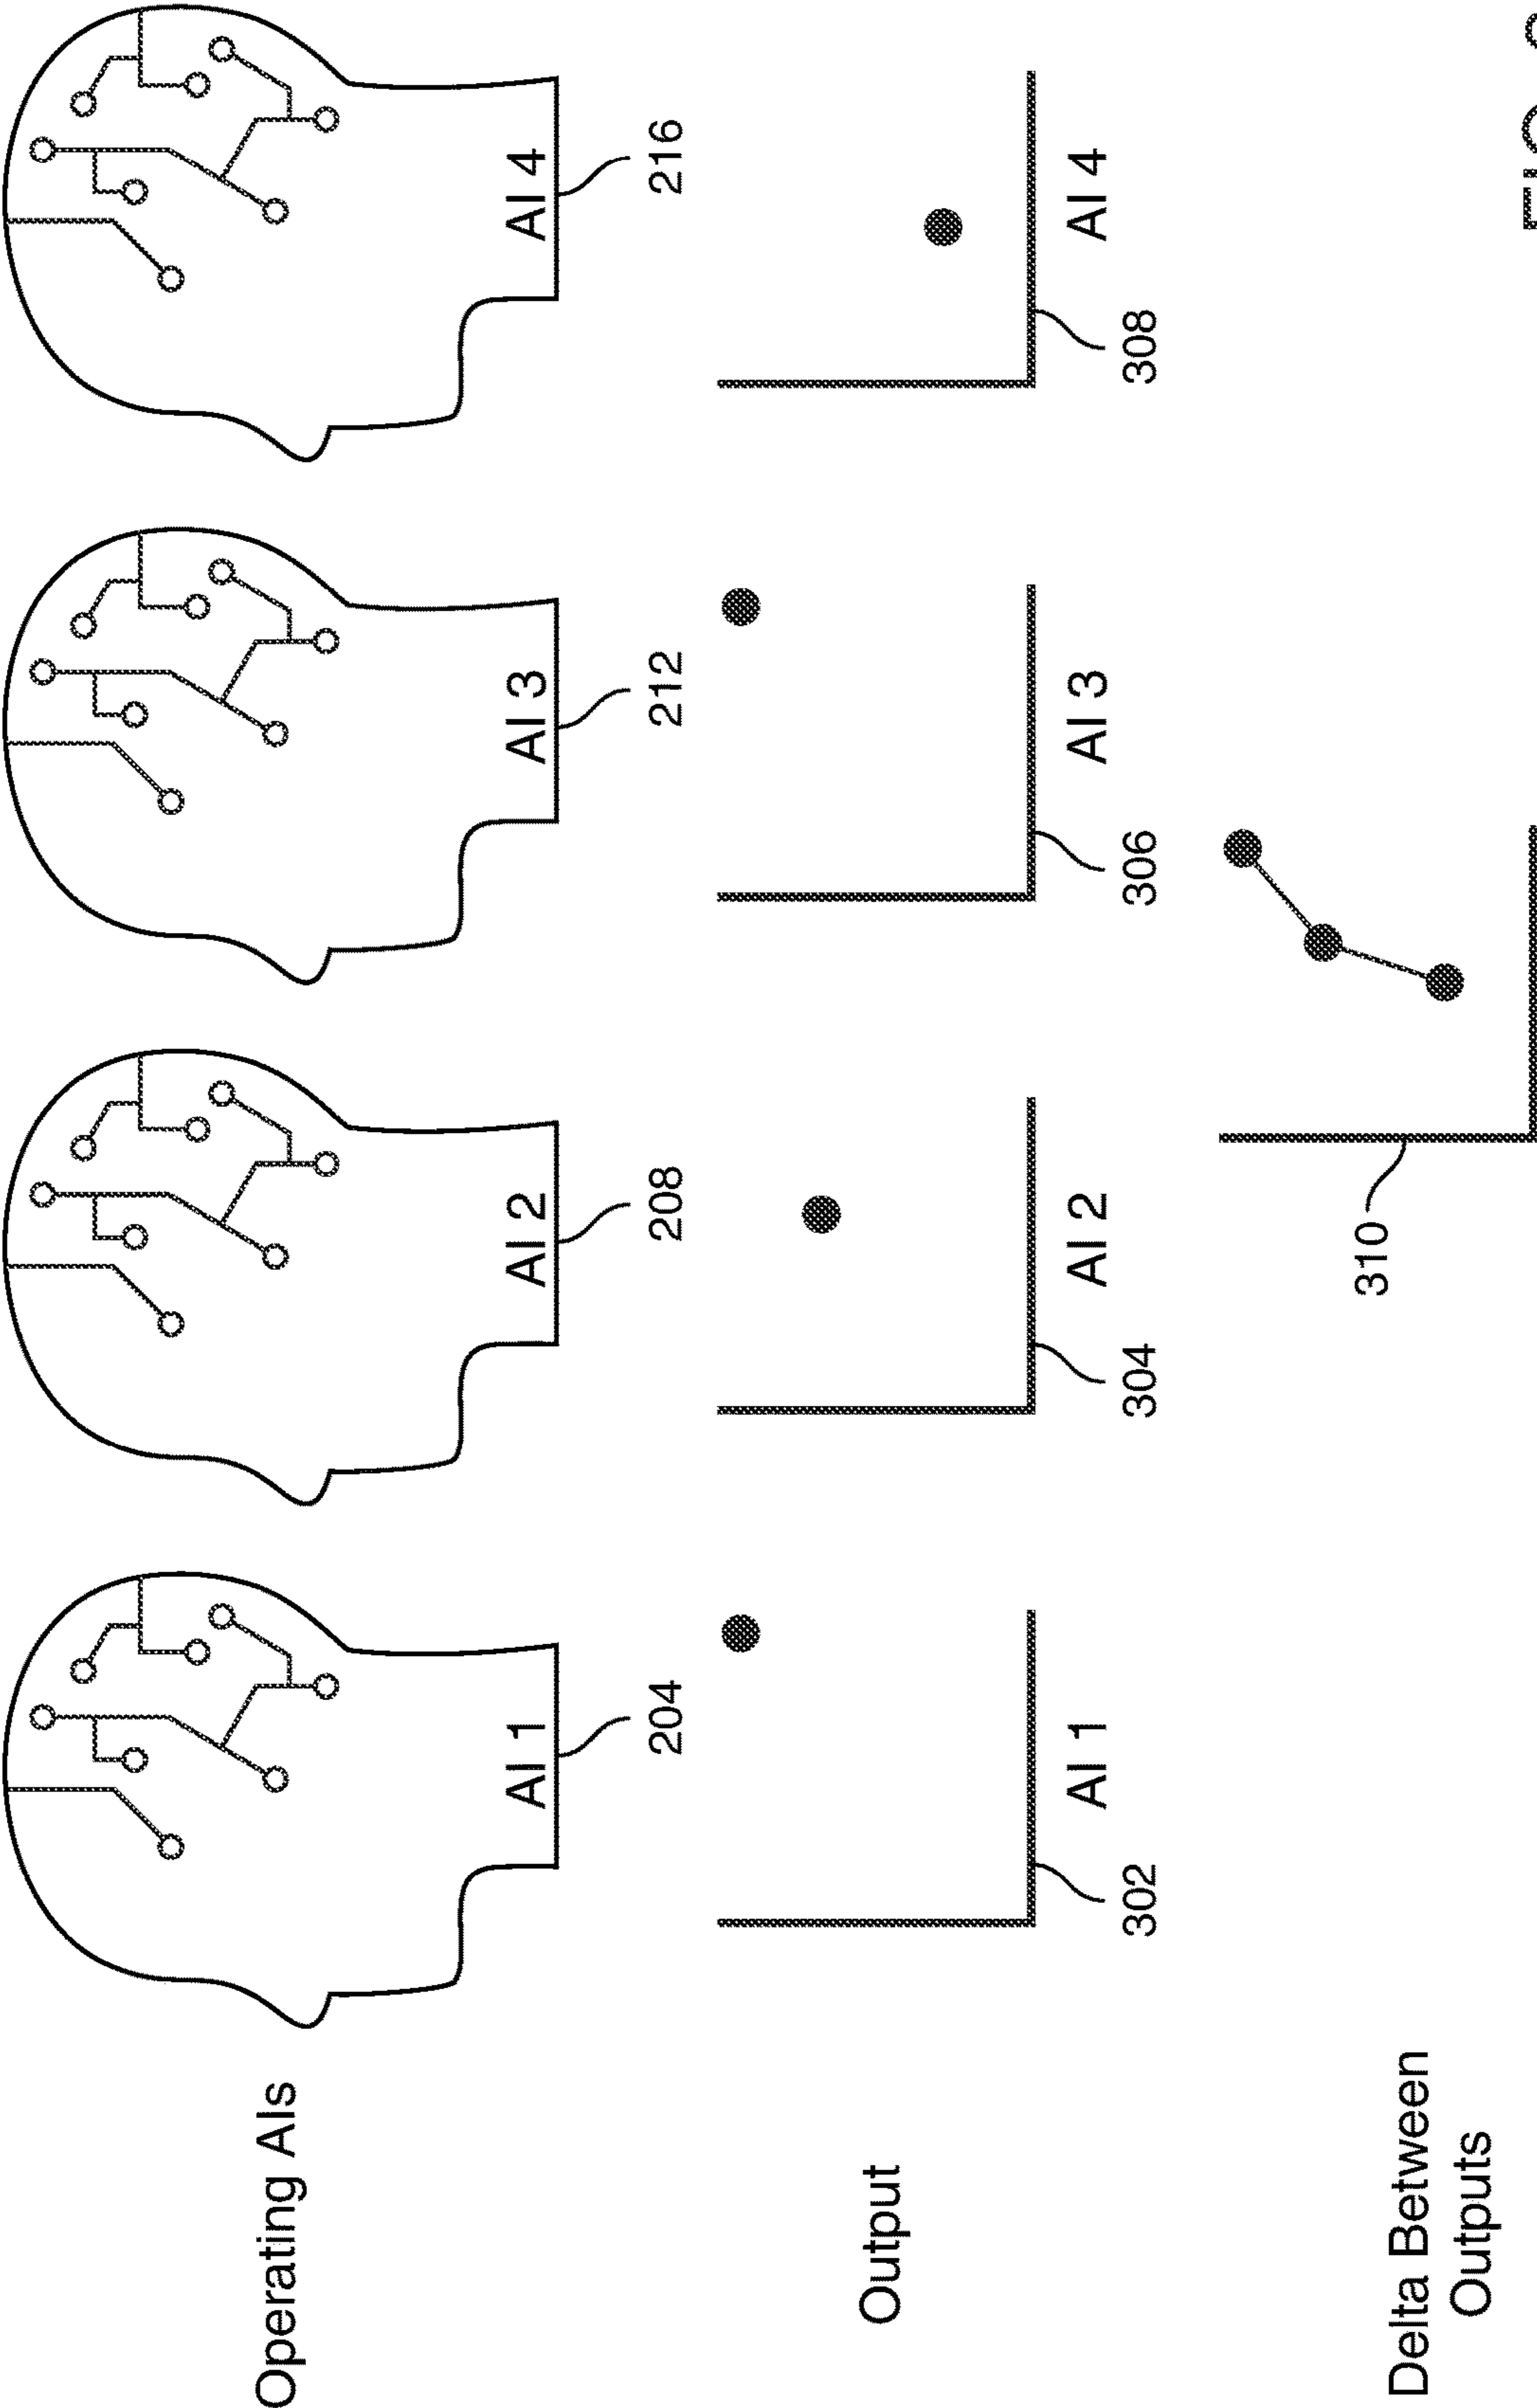 Operating AIs
AI 1
AI 2
AI 3
AI 4
204
208
212
216
Output
AI 1
AI 2
AI 3
AI 4
302
304
306
308
Delta Between
Outputs
310